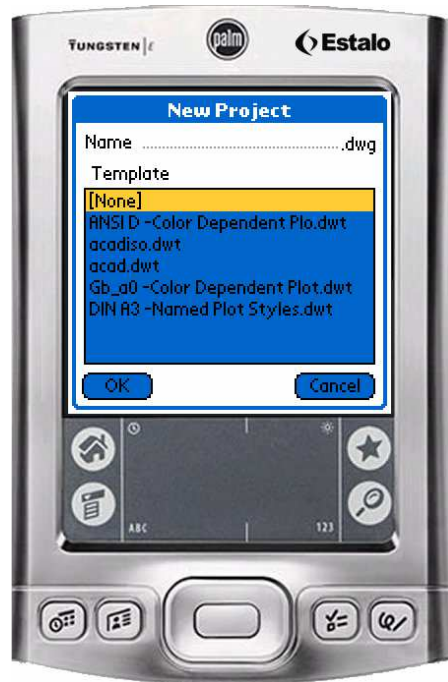 TUNGSTEN | E
palm
Estalo
New Project
Name .dwg
Template
[None]
ANSI D -Color Dependent Plo.dwt
acadiso.dwt
acad.dwt
Gb_a0 -Color Dependent Plot.dwt
DIN A3 -Named Plot Styles.dwt
OK Cancel
ABC 123